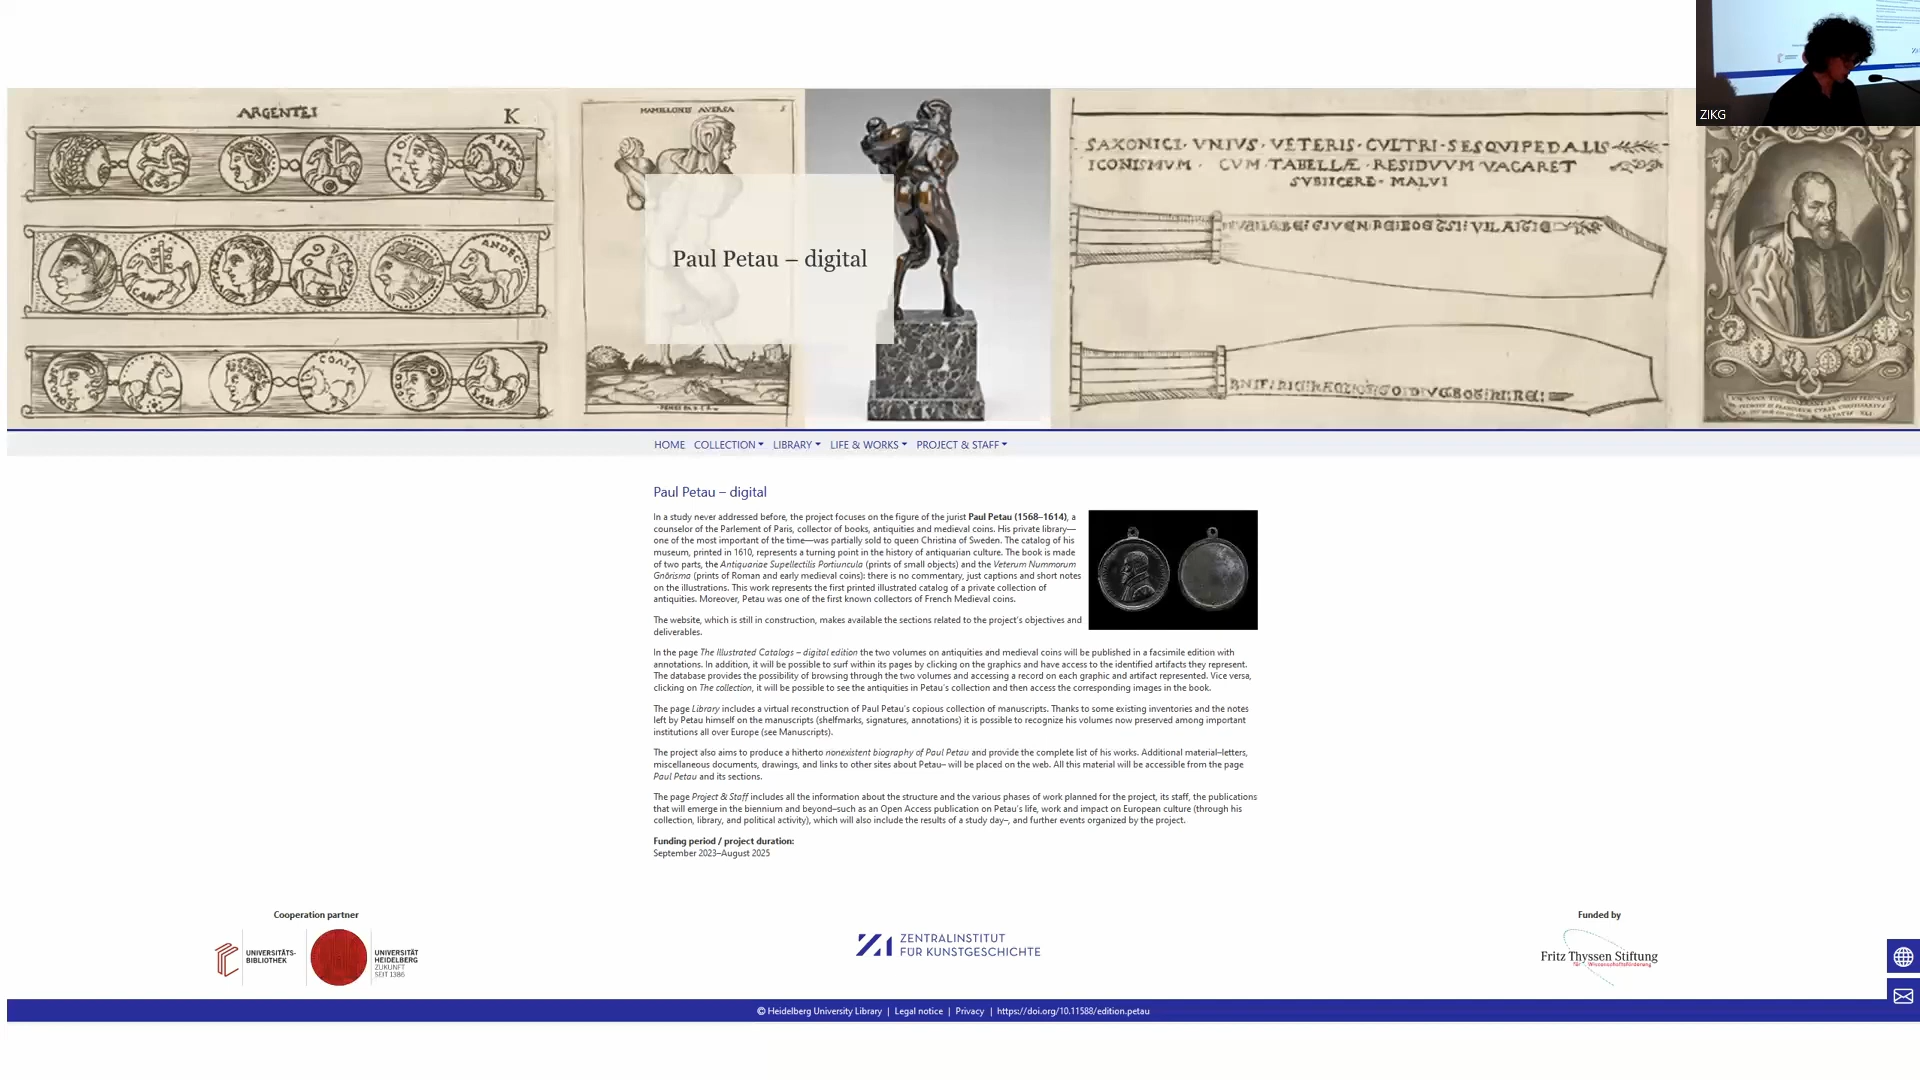 ZIKG
ARGENTEI
K
MAMILLONIS AVERSA
SAXONICI · VNIVS · VETERIS · CVLTRI · SESQVIPEDALIS
ICONISMVM · CVM · TABELLÆ · RESIDVVM · VACARET
SVBIICERE · MALVI
Paul Petau – digital
HOME
COLLECTION
LIBRARY
LIFE & WORKS
PROJECT & STAFF
Paul Petau – digital
In a study never addressed before, the project focuses on the figure of the jurist Paul Petau (1568–1614), a
counselor of the Parlement of Paris, collector of books, antiquities and medieval coins. His private library—
one of the most important of the time—was partially sold to queen Christina of Sweden. The catalog of his
museum, printed in 1610, represents a turning point in the history of antiquarian culture. The book is made
of two parts, the Antiquariae Supellectilis Portiuncula (prints of small objects) and the Veterum Nummorum
Gnōrisma (prints of Roman and early medieval coins): there is no commentary, just captions and short notes
on the illustrations. This work represents the first printed illustrated catalog of a private collection of
antiquities. Moreover, Petau was one of the first known collectors of French Medieval coins.
The website, which is still in construction, makes available the sections related to the project's objectives and
deliverables.
In the page The Illustrated Catalogs – digital edition the two volumes on antiquities and medieval coins will be published in a facsimile edition with
annotations. In addition, it will be possible to surf within its pages by clicking on the graphics and have access to the identified artifacts they represent.
The database provides the possibility of browsing through the two volumes and accessing a record on each graphic and artifact represented. Vice versa,
clicking on The collection, it will be possible to see the antiquities in Petau's collection and then access the corresponding images in the book.
The page Library includes a virtual reconstruction of Paul Petau's copious collection of manuscripts. Thanks to some existing inventories and the notes
left by Petau himself on the manuscripts (shelfmarks, signatures, annotations) it is possible to recognize his volumes now preserved among important
institutions all over Europe (see Manuscripts).
The project also aims to produce a hitherto nonexistent biography of Paul Petau and provide the complete list of his works. Additional material–letters,
miscellaneous documents, drawings, and links to other sites about Petau– will be placed on the web. All this material will be accessible from the page
Paul Petau and its sections.
The page Project & Staff includes all the information about the structure and the various phases of work planned for the project, its staff, the publications
that will emerge in the biennium and beyond–such as an Open Access publication on Petau's life, work and impact on European culture (through his
collection, library, and political activity), which will also include the results of a study day–, and further events organized by the project.
Funding period / project duration:
September 2023–August 2025
Cooperation partner
UNIVERSITÄTS-
BIBLIOTHEK
UNIVERSITÄT
HEIDELBERG
ZUKUNFT
SEIT 1386
ZENTRALINSTITUT
FÜR KUNSTGESCHICHTE
Funded by
Fritz Thyssen Stiftung
für Wissenschaftsförderung
© Heidelberg University Library | Legal notice | Privacy | https://doi.org/10.11588/edition.petau